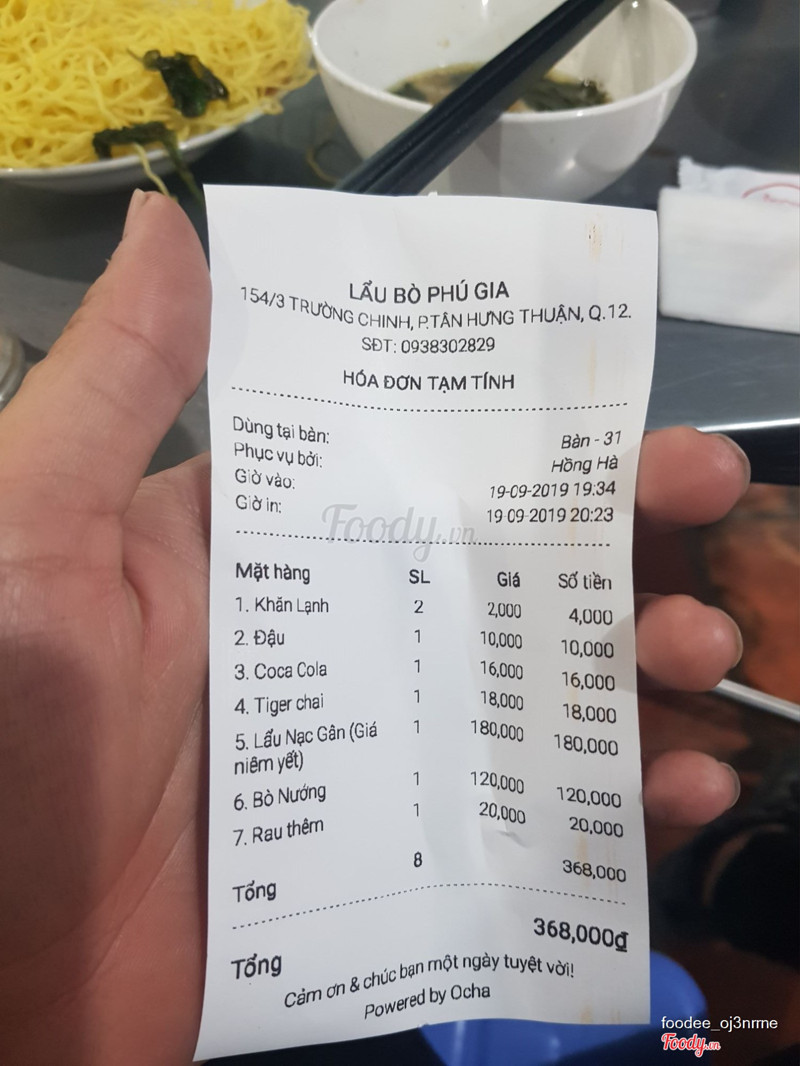 LẨU BÒ PHÚ GIA
154/3 TRƯỜNG CHINH, P.TÂN HƯNG THUẬN, Q.12.
SĐT: 0938302829
HÓA ĐƠN TẠM TÍNH
Dùng tại bàn: Bàn - 31
Phục vụ bởi: Hồng Hà
Giờ vào: 19-09-2019 19:34
Giờ in: 19-09-2019 20:23
Foody.vn
Mặt hàng SL Giá Số tiền
1. Khăn Lạnh 2 2,000 4,000
2. Đậu 1 10,000 10,000
3. Coca Cola 1 16,000 16,000
4. Tiger chai 1 18,000 18,000
5. Lẩu Nạc Gân (Giá 1 180,000 180,000
niêm yết)
6. Bò Nướng 1 120,000 120,000
7. Rau thêm 1 20,000 20,000
Tổng 8 368,000
Tổng 368,000₫
Cảm ơn & chúc bạn một ngày tuyệt vời!
Powered by Ocha
foodee_oj3nrme
Foody.vn